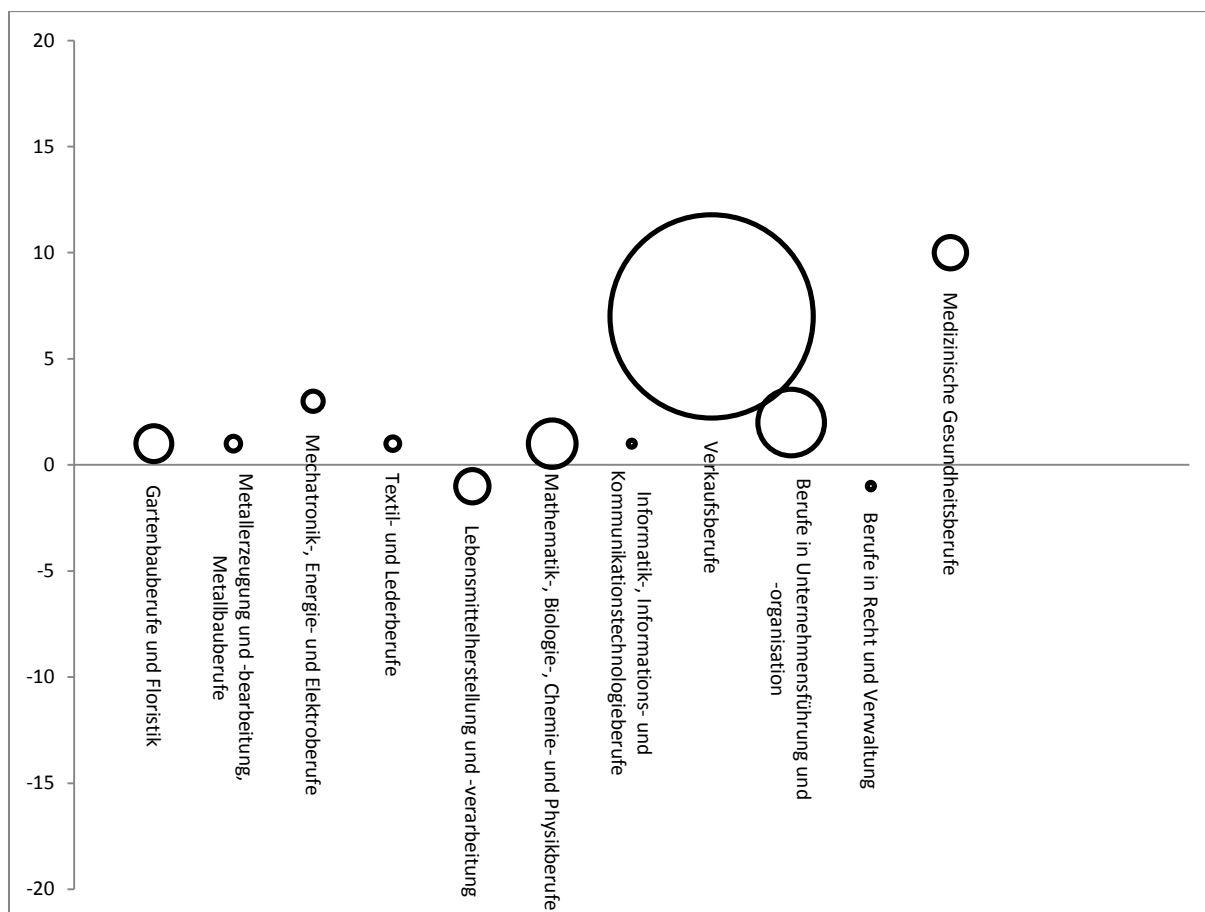 20
15
10
5
0
-5
-10
-15
-20
Gartenbauberufe und Floristik
Metallerzeugung und -bearbeitung,
Metallbauberufe
Mechatronik-, Energie- und Elektroberufe
Textil- und Lederberufe
Lebensmittelherstellung und -verarbeitung
Mathematik-, Biologie-, Chemie- und Physikberufe
Informatik-, Informations- und
Kommunikationstechnologieberufe
Verkaufsberufe
Berufe in Unternehmensführung und
-organisation
Berufe in Recht und Verwaltung
Medizinische Gesundheitsberufe